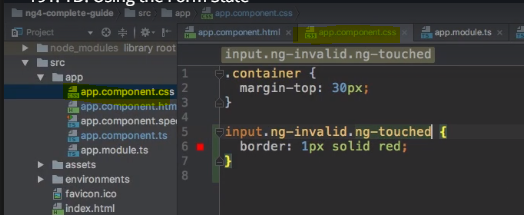 191. TD: Using the Form State
ng4-complete-guide src app app.component.css
Project
app.component.html app.component.css app.module.ts
node_modules library root
src
app
app.component.css
app.component.htm
app.component.spe
app.component.ts
app.module.ts
assets
environments
favicon.ico
index.html
input.ng-invalid.ng-touched
1 .container {
2 margin-top: 30px;
3 }
4
5 input.ng-invalid.ng-touched {
6 border: 1px solid red;
7 }
8